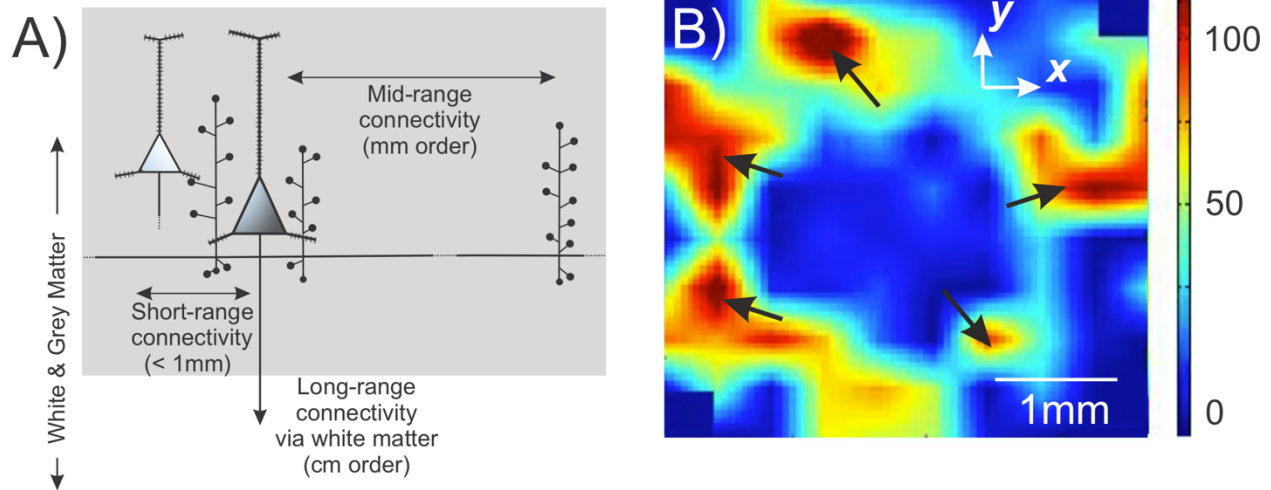 A)
Mid-range
connectivity
(mm order)
White & Grey Matter
Short-range
connectivity
(< 1mm)
Long-range
connectivity
via white matter
(cm order)
B)
y
x
1mm
100
50
0